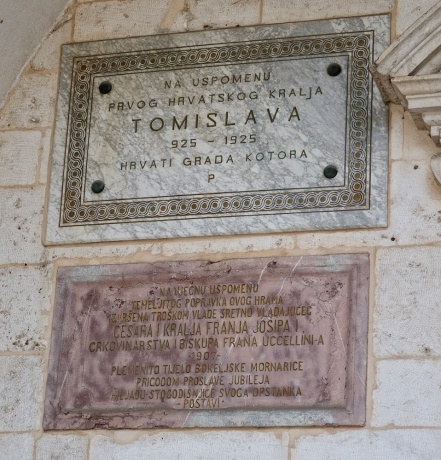 NA USPOMENU
PRVOG HRVATSKOG KRALJA
TOMISLAVA
925 - 1925
HRVATI GRADA KOTORA
P
NA VJEČNU USPOMENU
TEMELJITOG POPRAVKA OVOG HRAMA
IZVRŠENA TROŠKOM VLADE SRETNO VLADAJUĆEG
CESARA I KRALJA FRANJA JOSIPA I
CRKOVINARSTVA I BISKUPA FRANA UCCELLINI-A
1907
PLEMENITO TIJELO BOKELJSKE MORNARICE
PRIGODOM PROSLAVE JUBILEJA
STOGODIŠNJICE SVOGA OPSTANKA
- POSTAVI -